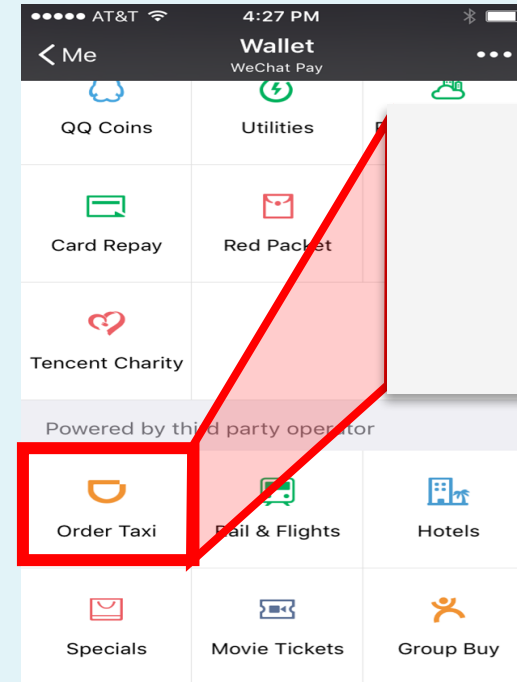 AT&T 4:27 PM
Me Wallet
WeChat Pay
QQ Coins Utilities
Card Repay Red Packet
Tencent Charity
Powered by third party operator
Order Taxi Rail & Flights Hotels
Specials Movie Tickets Group Buy